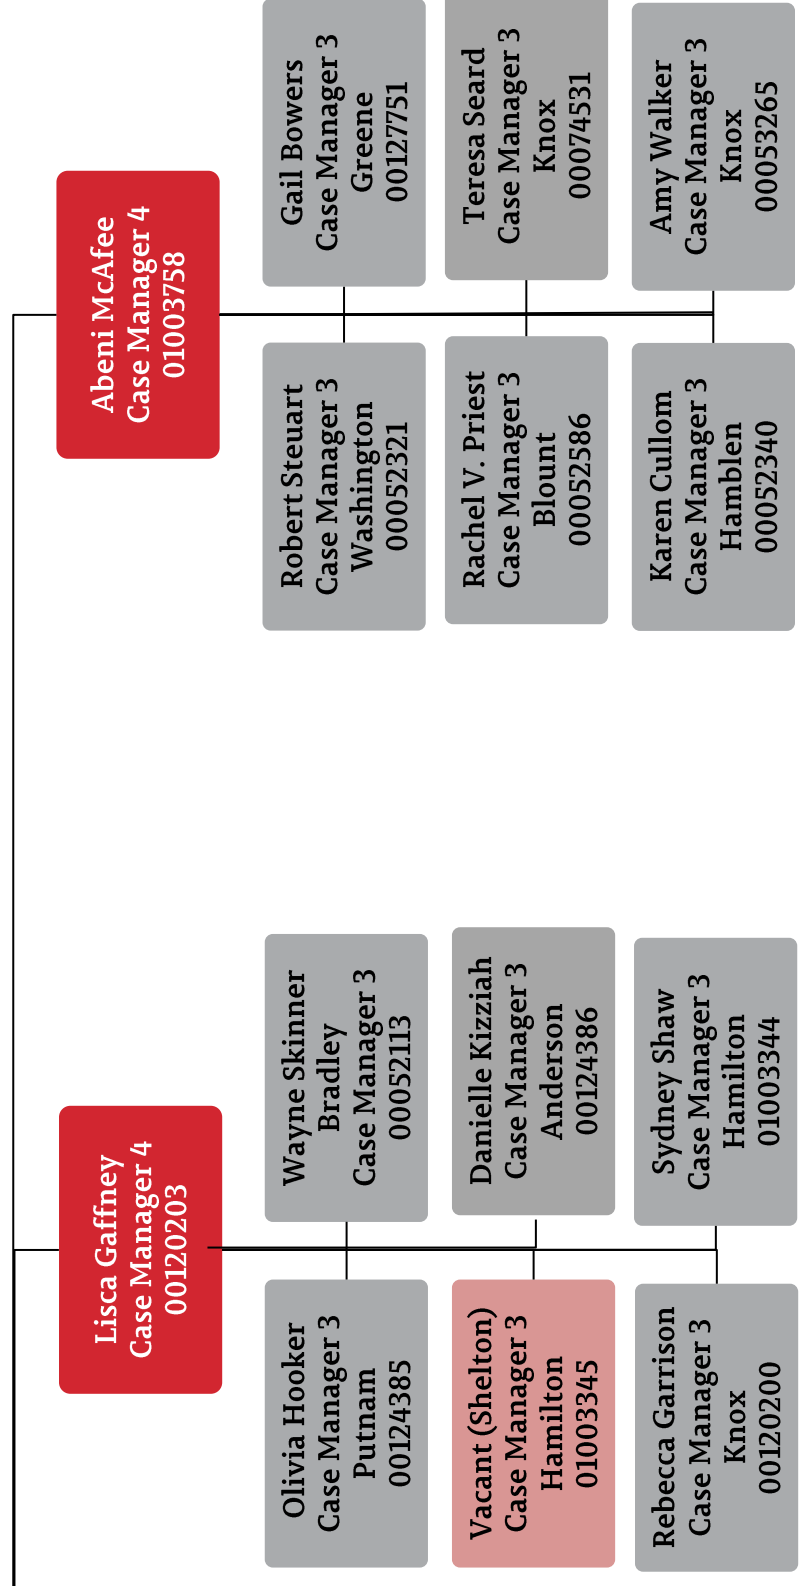 Lisca Gaffney
Case Manager 4
00120203
Abeni McAfee
Case Manager 4
01003758
Olivia Hooker
Case Manager 3
Putnam
00124385
Wayne Skinner
Bradley
Case Manager 3
00052113
Robert Steuart
Case Manager 3
Washington
00052321
Gail Bowers
Case Manager 3
Greene
00127751
Vacant (Shelton)
Case Manager 3
Hamilton
01003345
Danielle Kizziah
Case Manager 3
Anderson
00124386
Rachel V. Priest
Case Manager 3
Blount
00052586
Teresa Seard
Case Manager 3
Knox
00074531
Rebecca Garrison
Case Manager 3
Knox
00120200
Sydney Shaw
Case Manager 3
Hamilton
01003344
Karen Cullom
Case Manager 3
Hamblen
00052340
Amy Walker
Case Manager 3
Knox
00053265